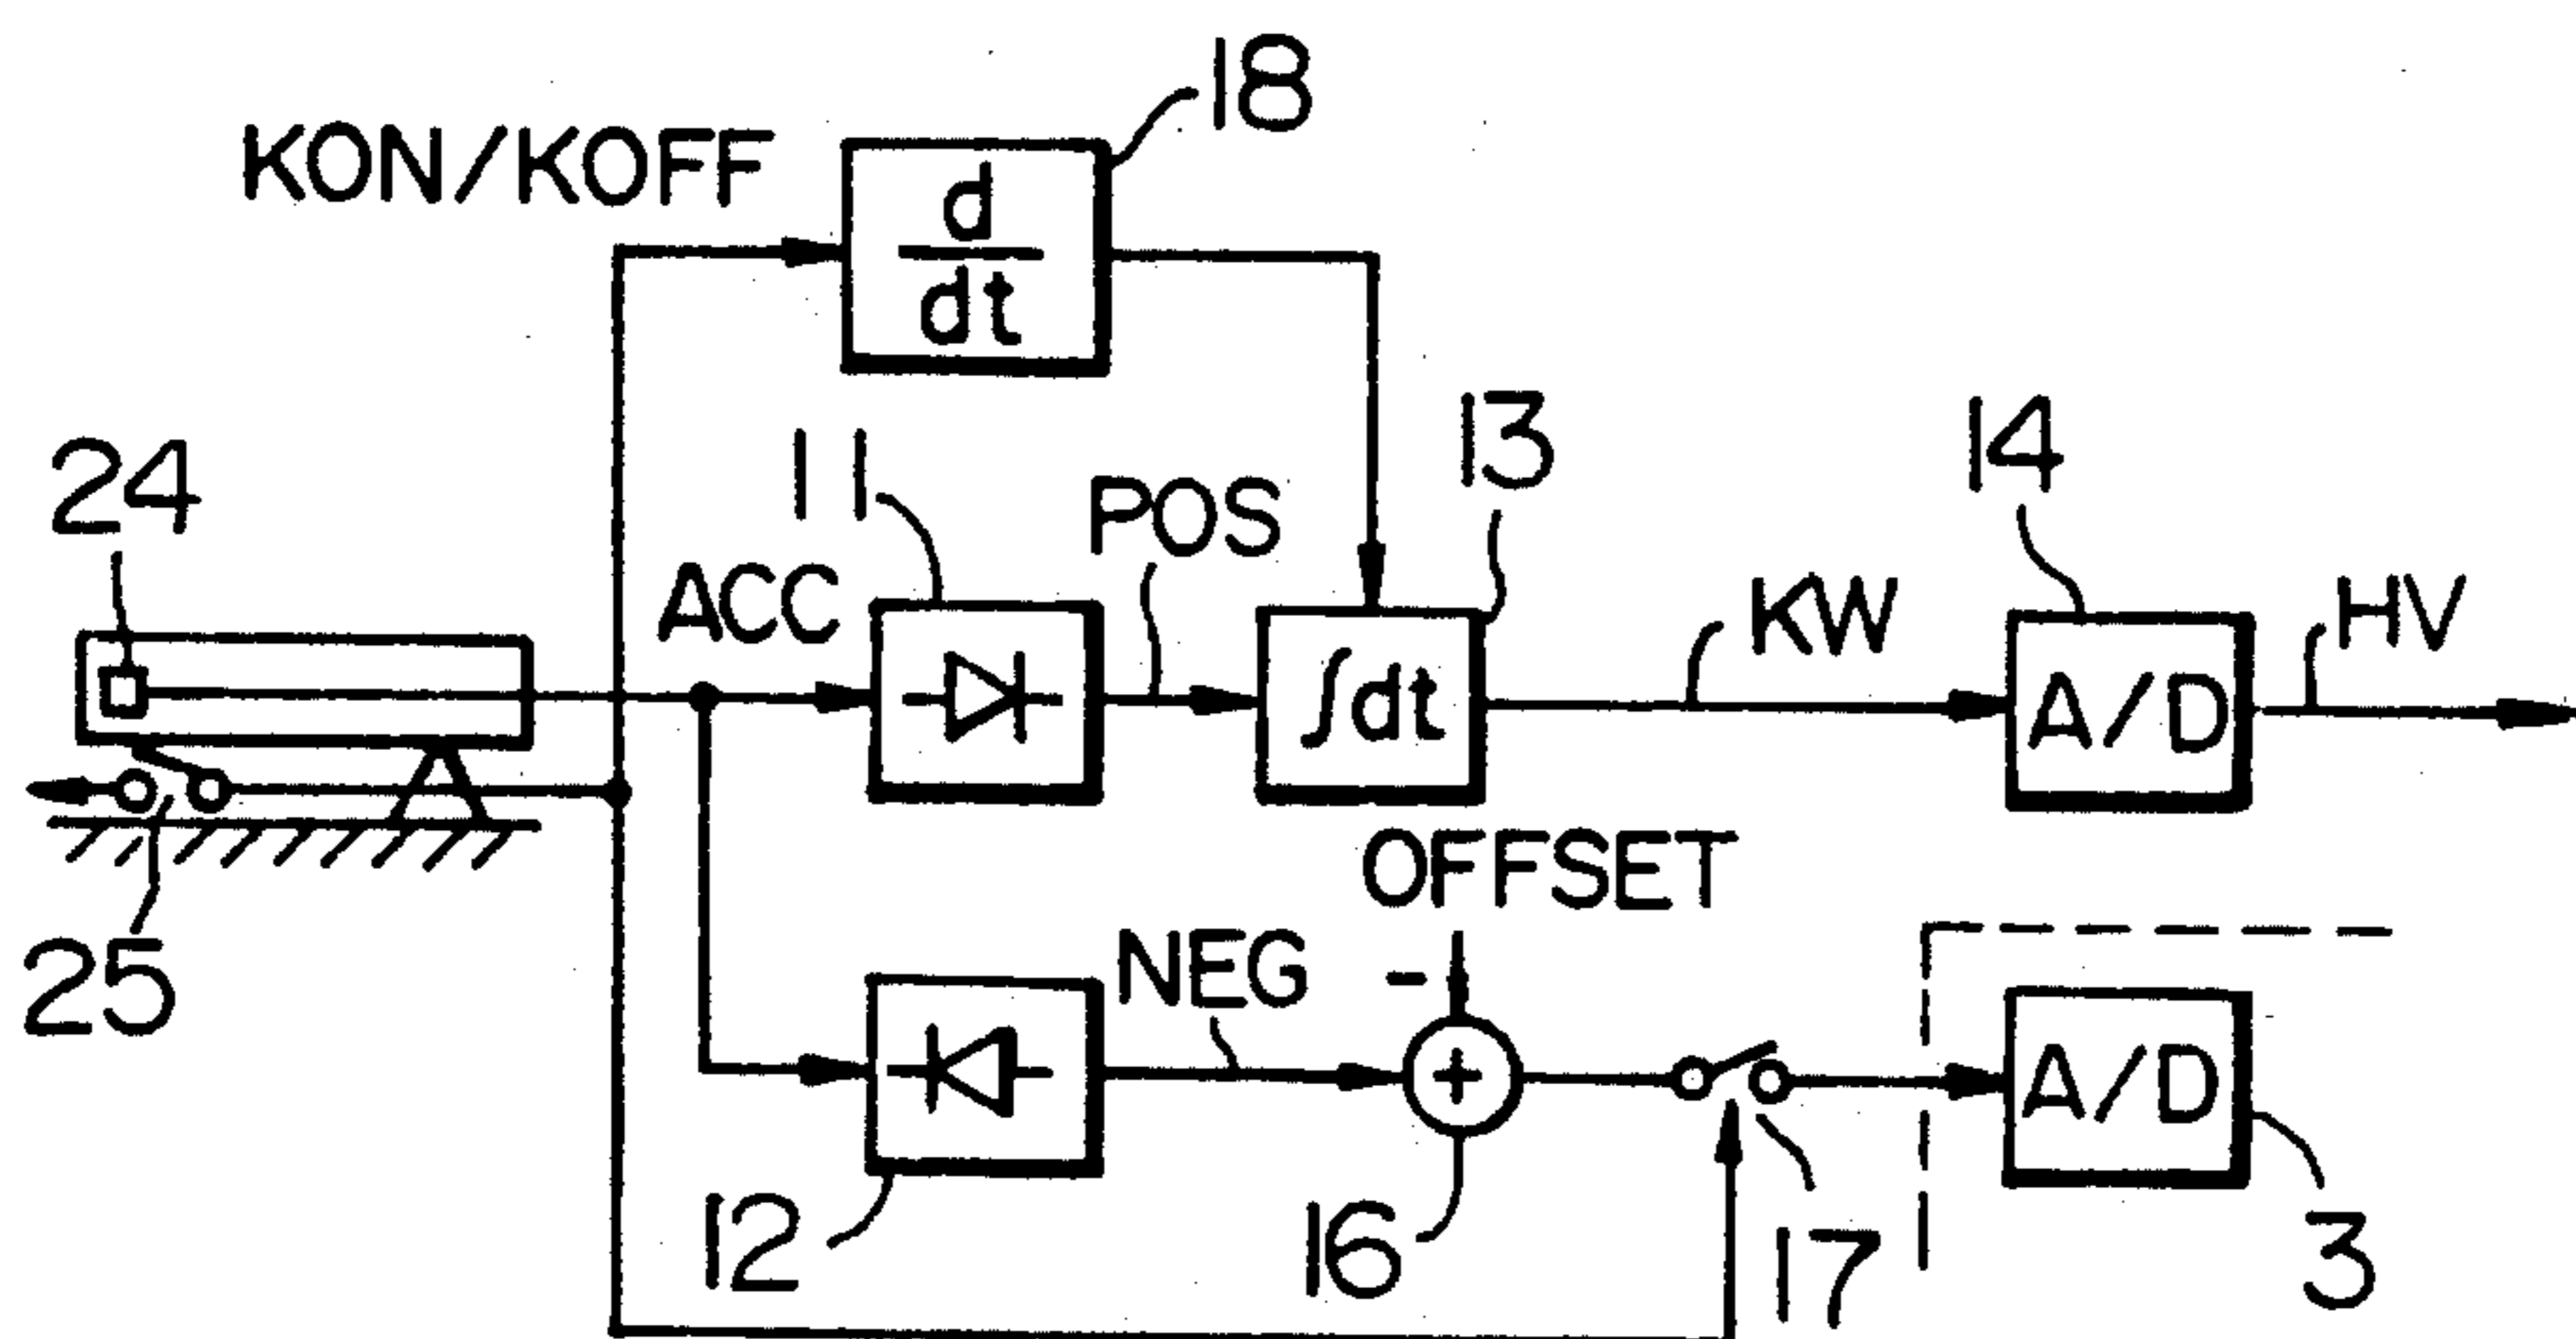 18
KON/KOFF
d
dt
24
11
13
14
ACC
POS
KW
HV
∫dt
A/D
OFFSET
25
NEG
-
+
A/D
12
16
17
3